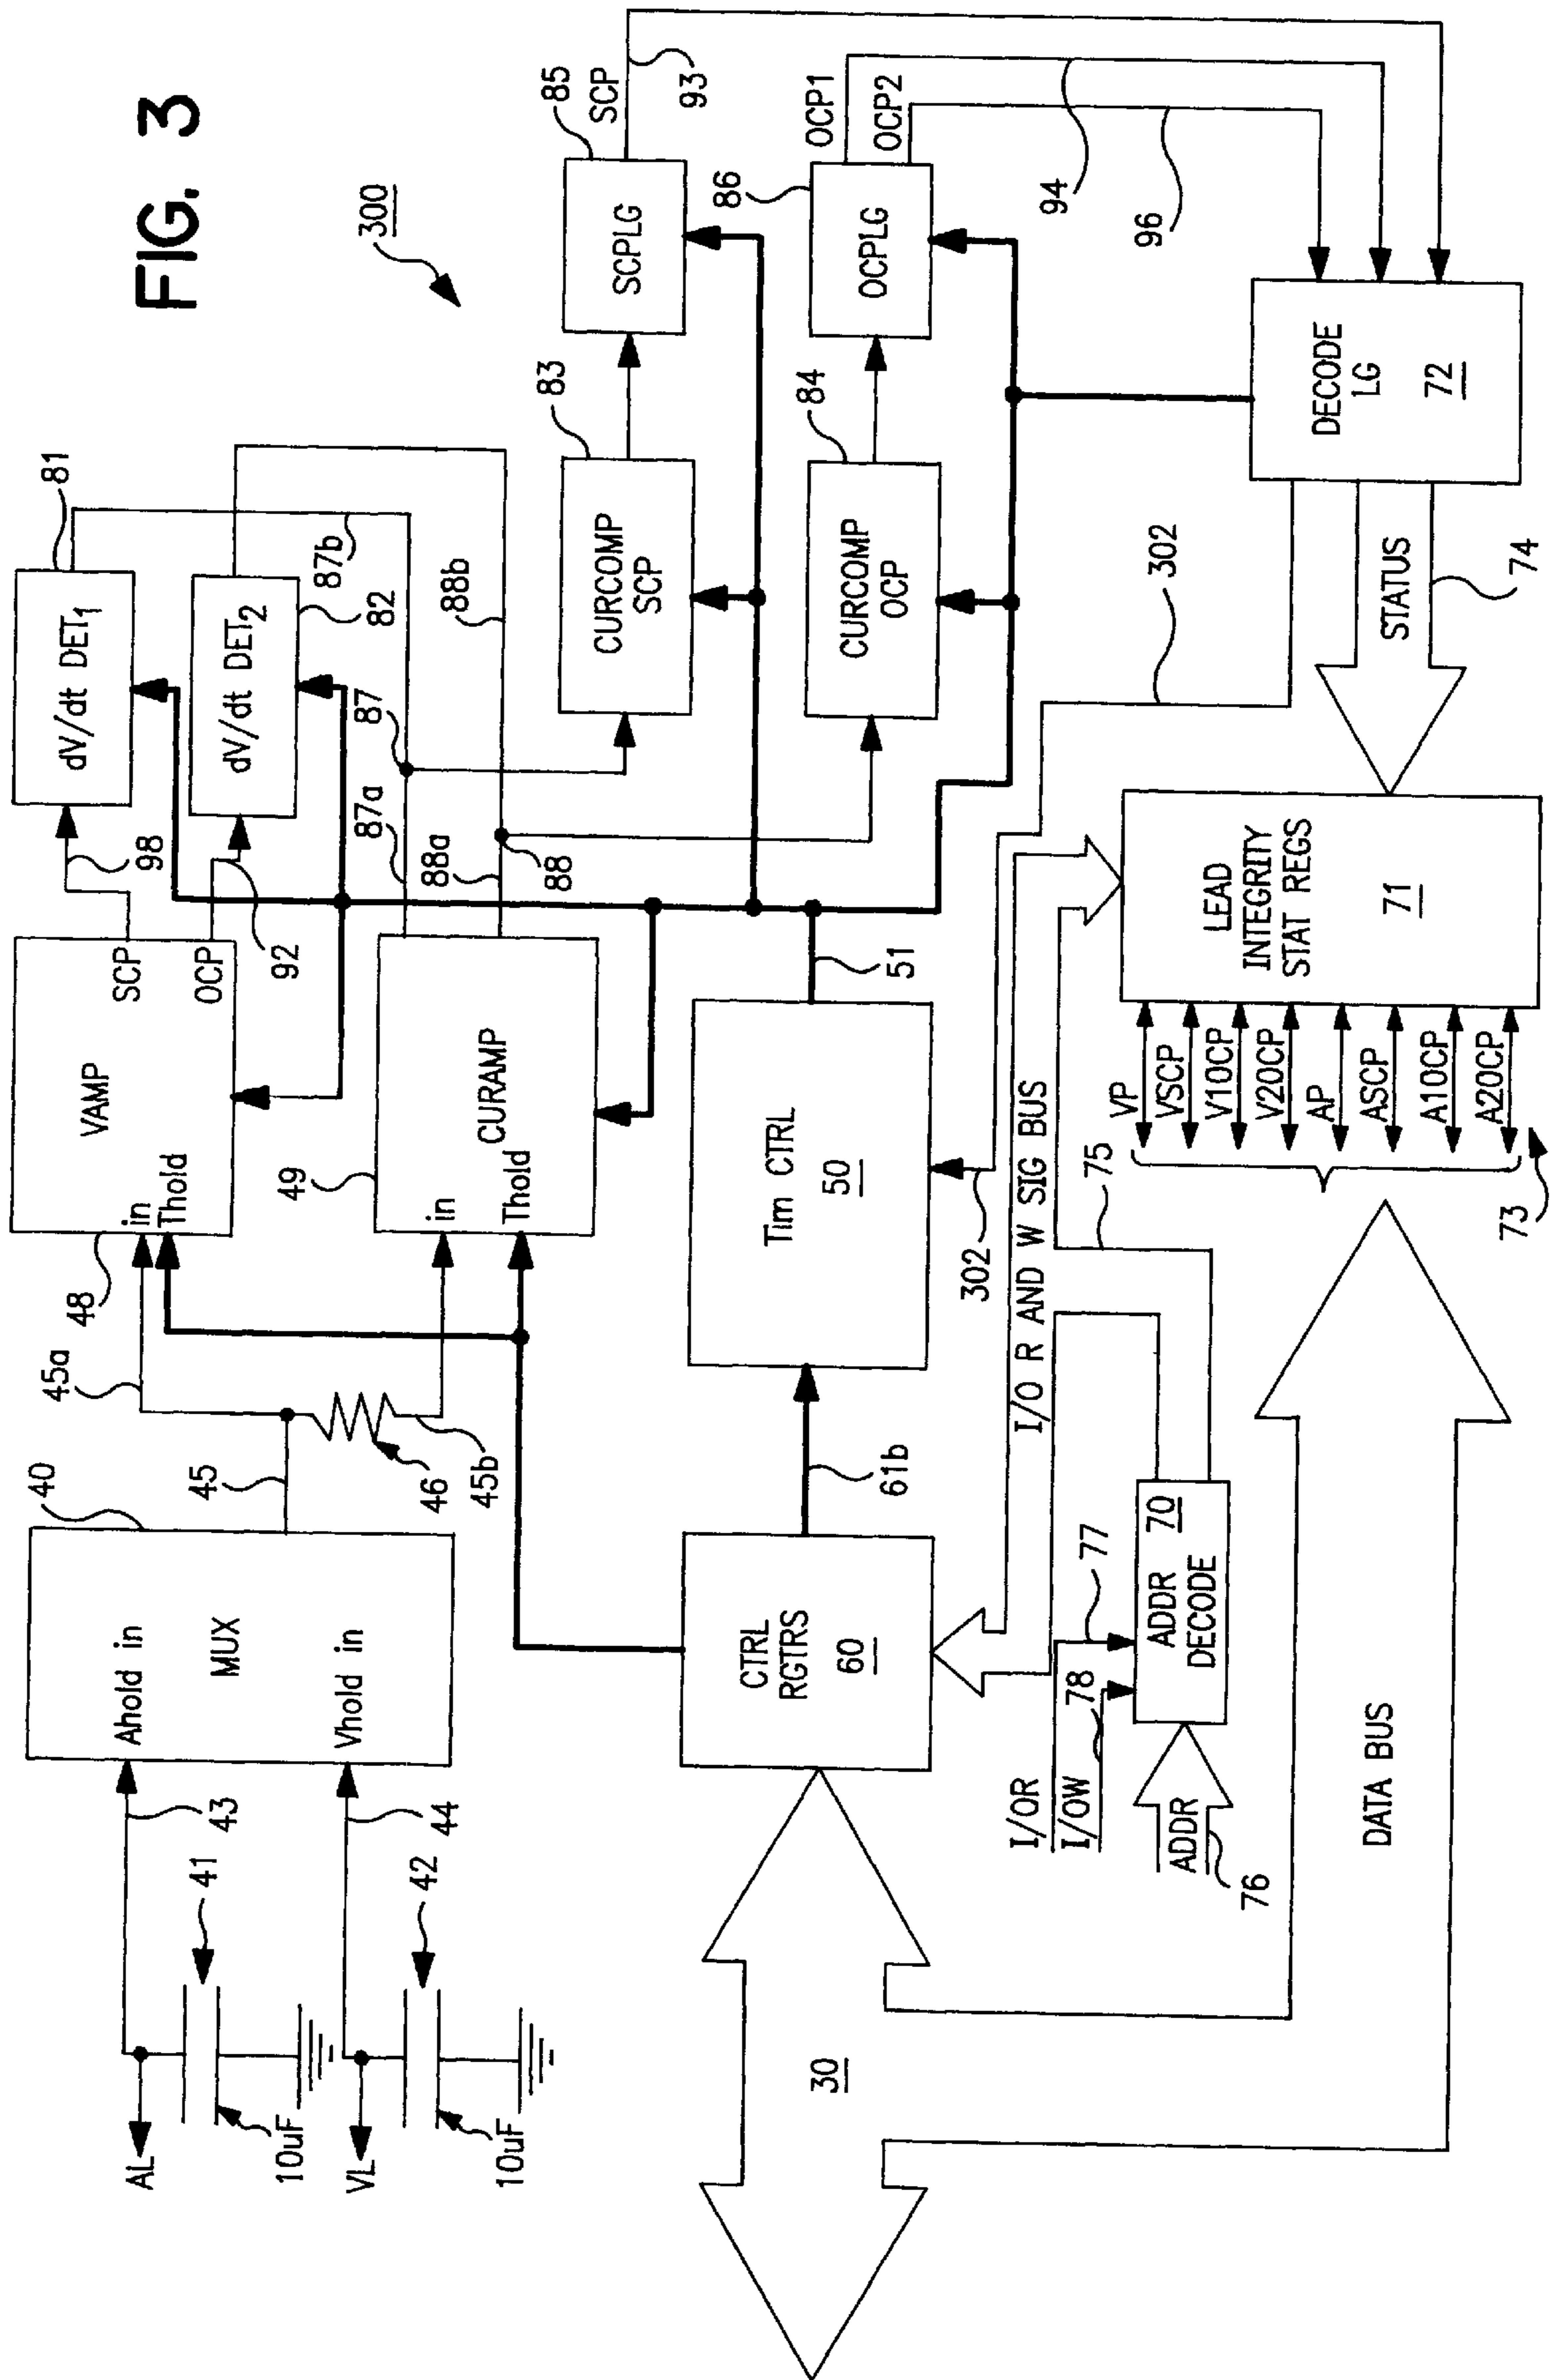 FIG. 3
300
AL
10uF
41
43
VL
10uF
42
44
Ahold in
MUX
Vhold in
40
45
45a
46
45b
48
in
Thold
VAMP
SCP
OCP
98
92
dV/dt DET1
81
dV/dt DET2
82
87b
49
in
Thold
CURAMP
87a
87
88a
88
88b
CURCOMP
SCP
83
SCPLG
85
SCP
93
CURCOMP
OCP
84
OCPLG
86
OCP1
OCP2
94
96
CTRL
RGTRS
60
61b
Tim CTRL
50
51
302
302
I/O R AND W SIG BUS
75
I/OR
I/OW
77
78
ADDR
76
ADDR
DECODE
70
30
DATA BUS
VP
VSCP
V1OCP
V2OCP
AP
ASCP
A1OCP
A2OCP
73
LEAD
INTEGRITY
STAT REGS
71
STATUS
74
DECODE
LG
72